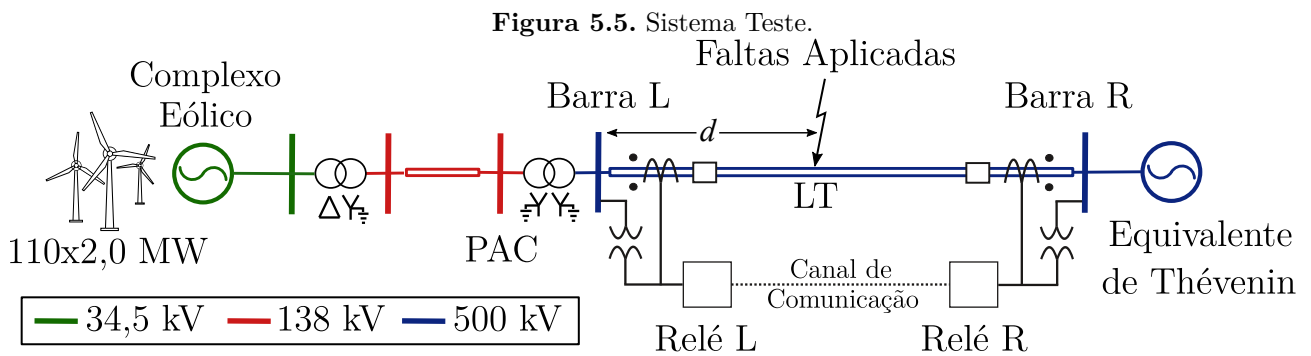 Figura 5.5. Sistema Teste.
Faltas Aplicadas
Complexo
Eólico
Barra L
Barra R
d
LT
110x2,0 MW
PAC
Equivalente
de Thévenin
Canal de
Comunicação
34,5 kV
138 kV
500 kV
Relé L
Relé R